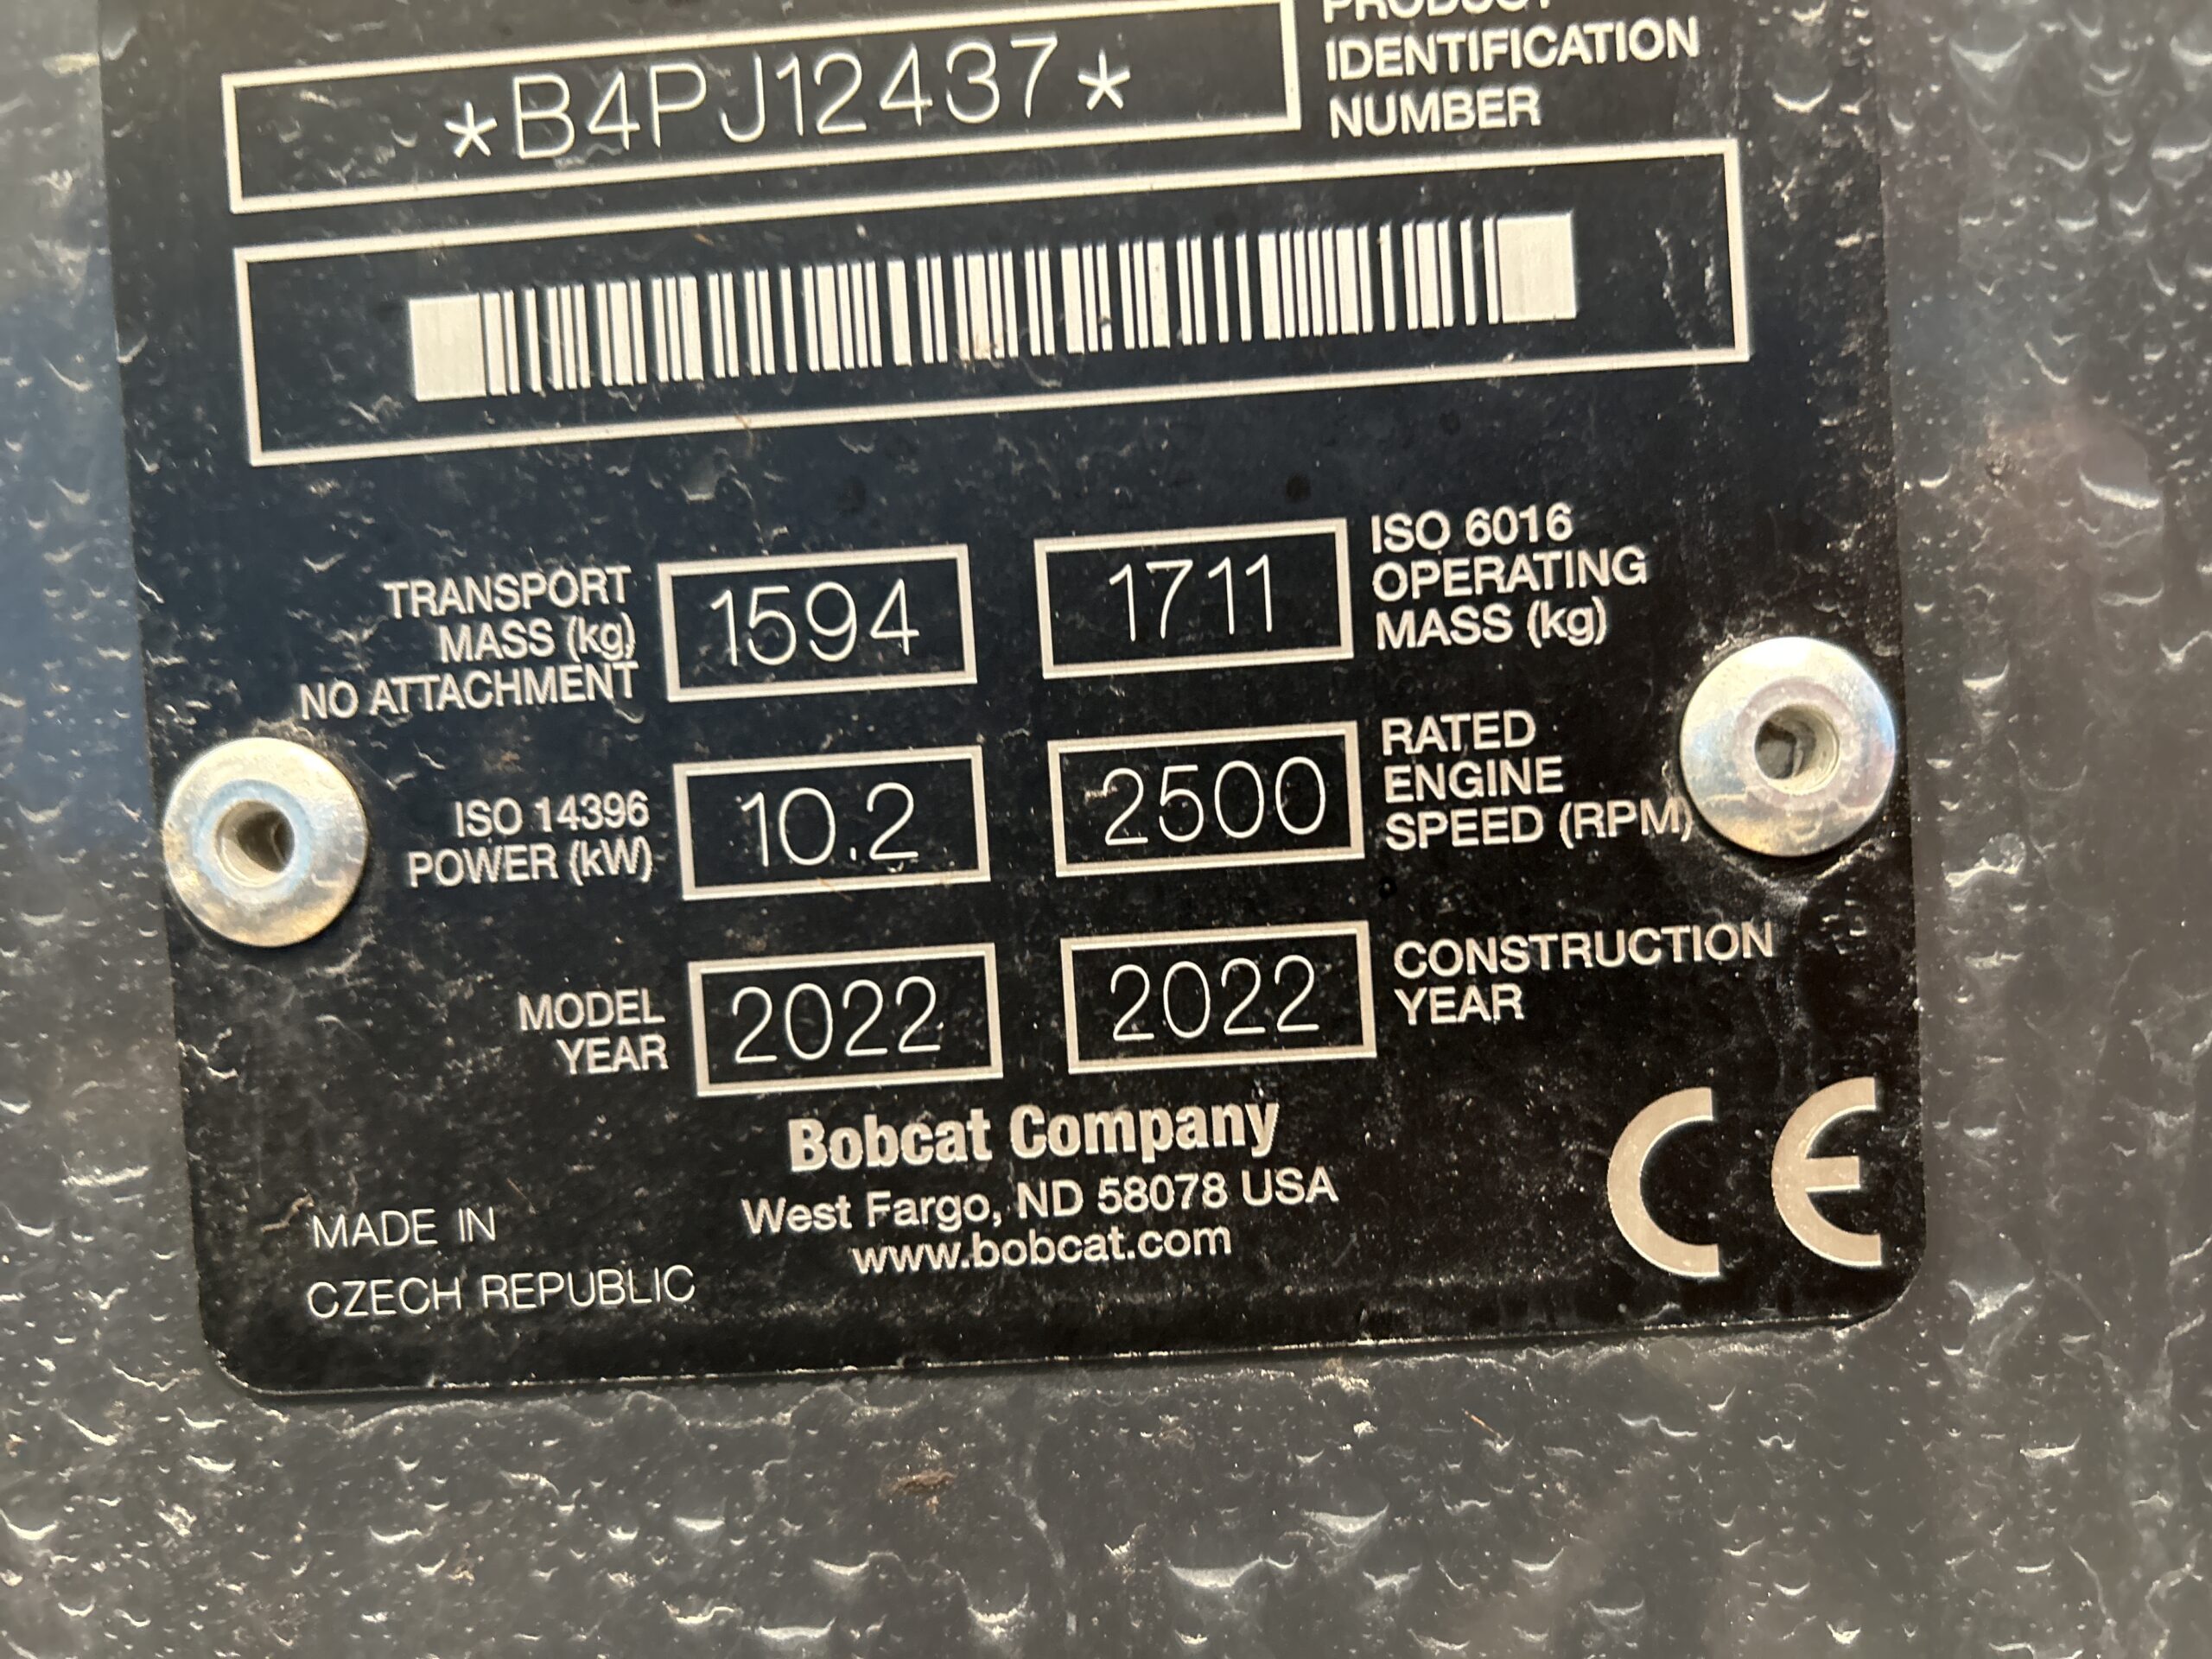 *B4PJ12437*
PRODUCT
IDENTIFICATION
NUMBER
TRANSPORT
MASS (kg)
NO ATTACHMENT
1594
1711
ISO 6016
OPERATING
MASS (kg)
ISO 14396
POWER (kW)
10.2
2500
RATED
ENGINE
SPEED (RPM)
MODEL
YEAR
2022
2022
CONSTRUCTION
YEAR
Bobcat Company
West Fargo, ND 58078 USA
www.bobcat.com
MADE IN
CZECH REPUBLIC
CE